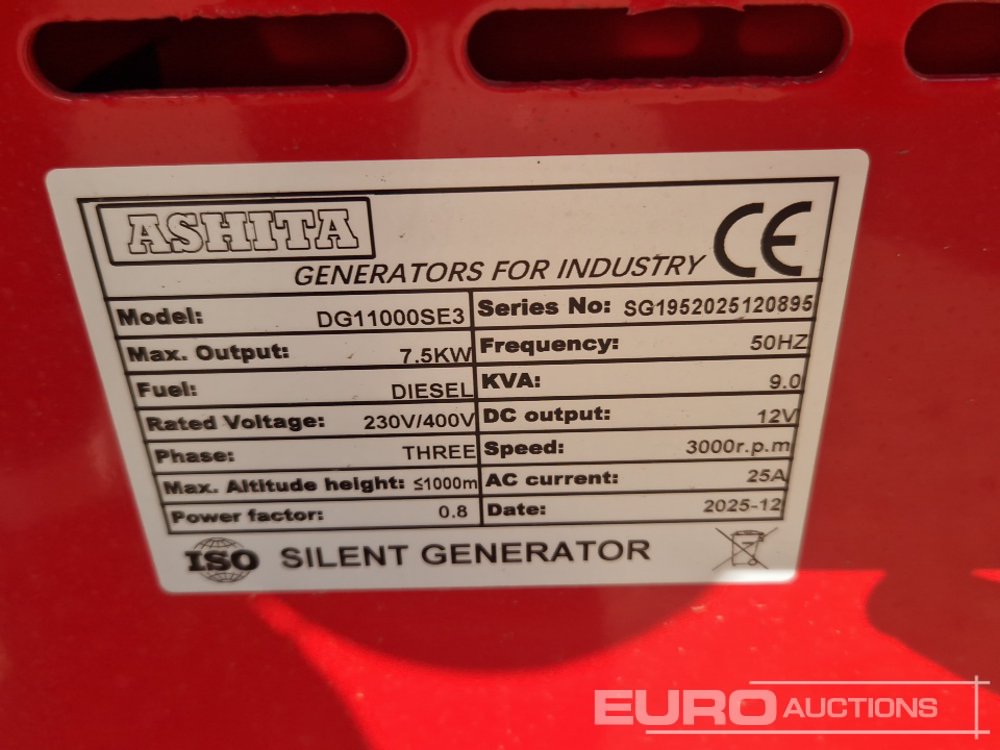 ASHITA
CE
GENERATORS FOR INDUSTRY
Model: DG11000SE3 Series No: SG1952025120895
Max. Output: 7.5KW Frequency: 50HZ
Fuel: DIESEL KVA: 9.0
Rated Voltage: 230V/400V DC output: 12V
Phase: THREE Speed: 3000r.p.m
Max. Altitude height: ≤1000m AC current: 25A
Power factor: 0.8 Date: 2025-12
ISO SILENT GENERATOR
EURO AUCTIONS